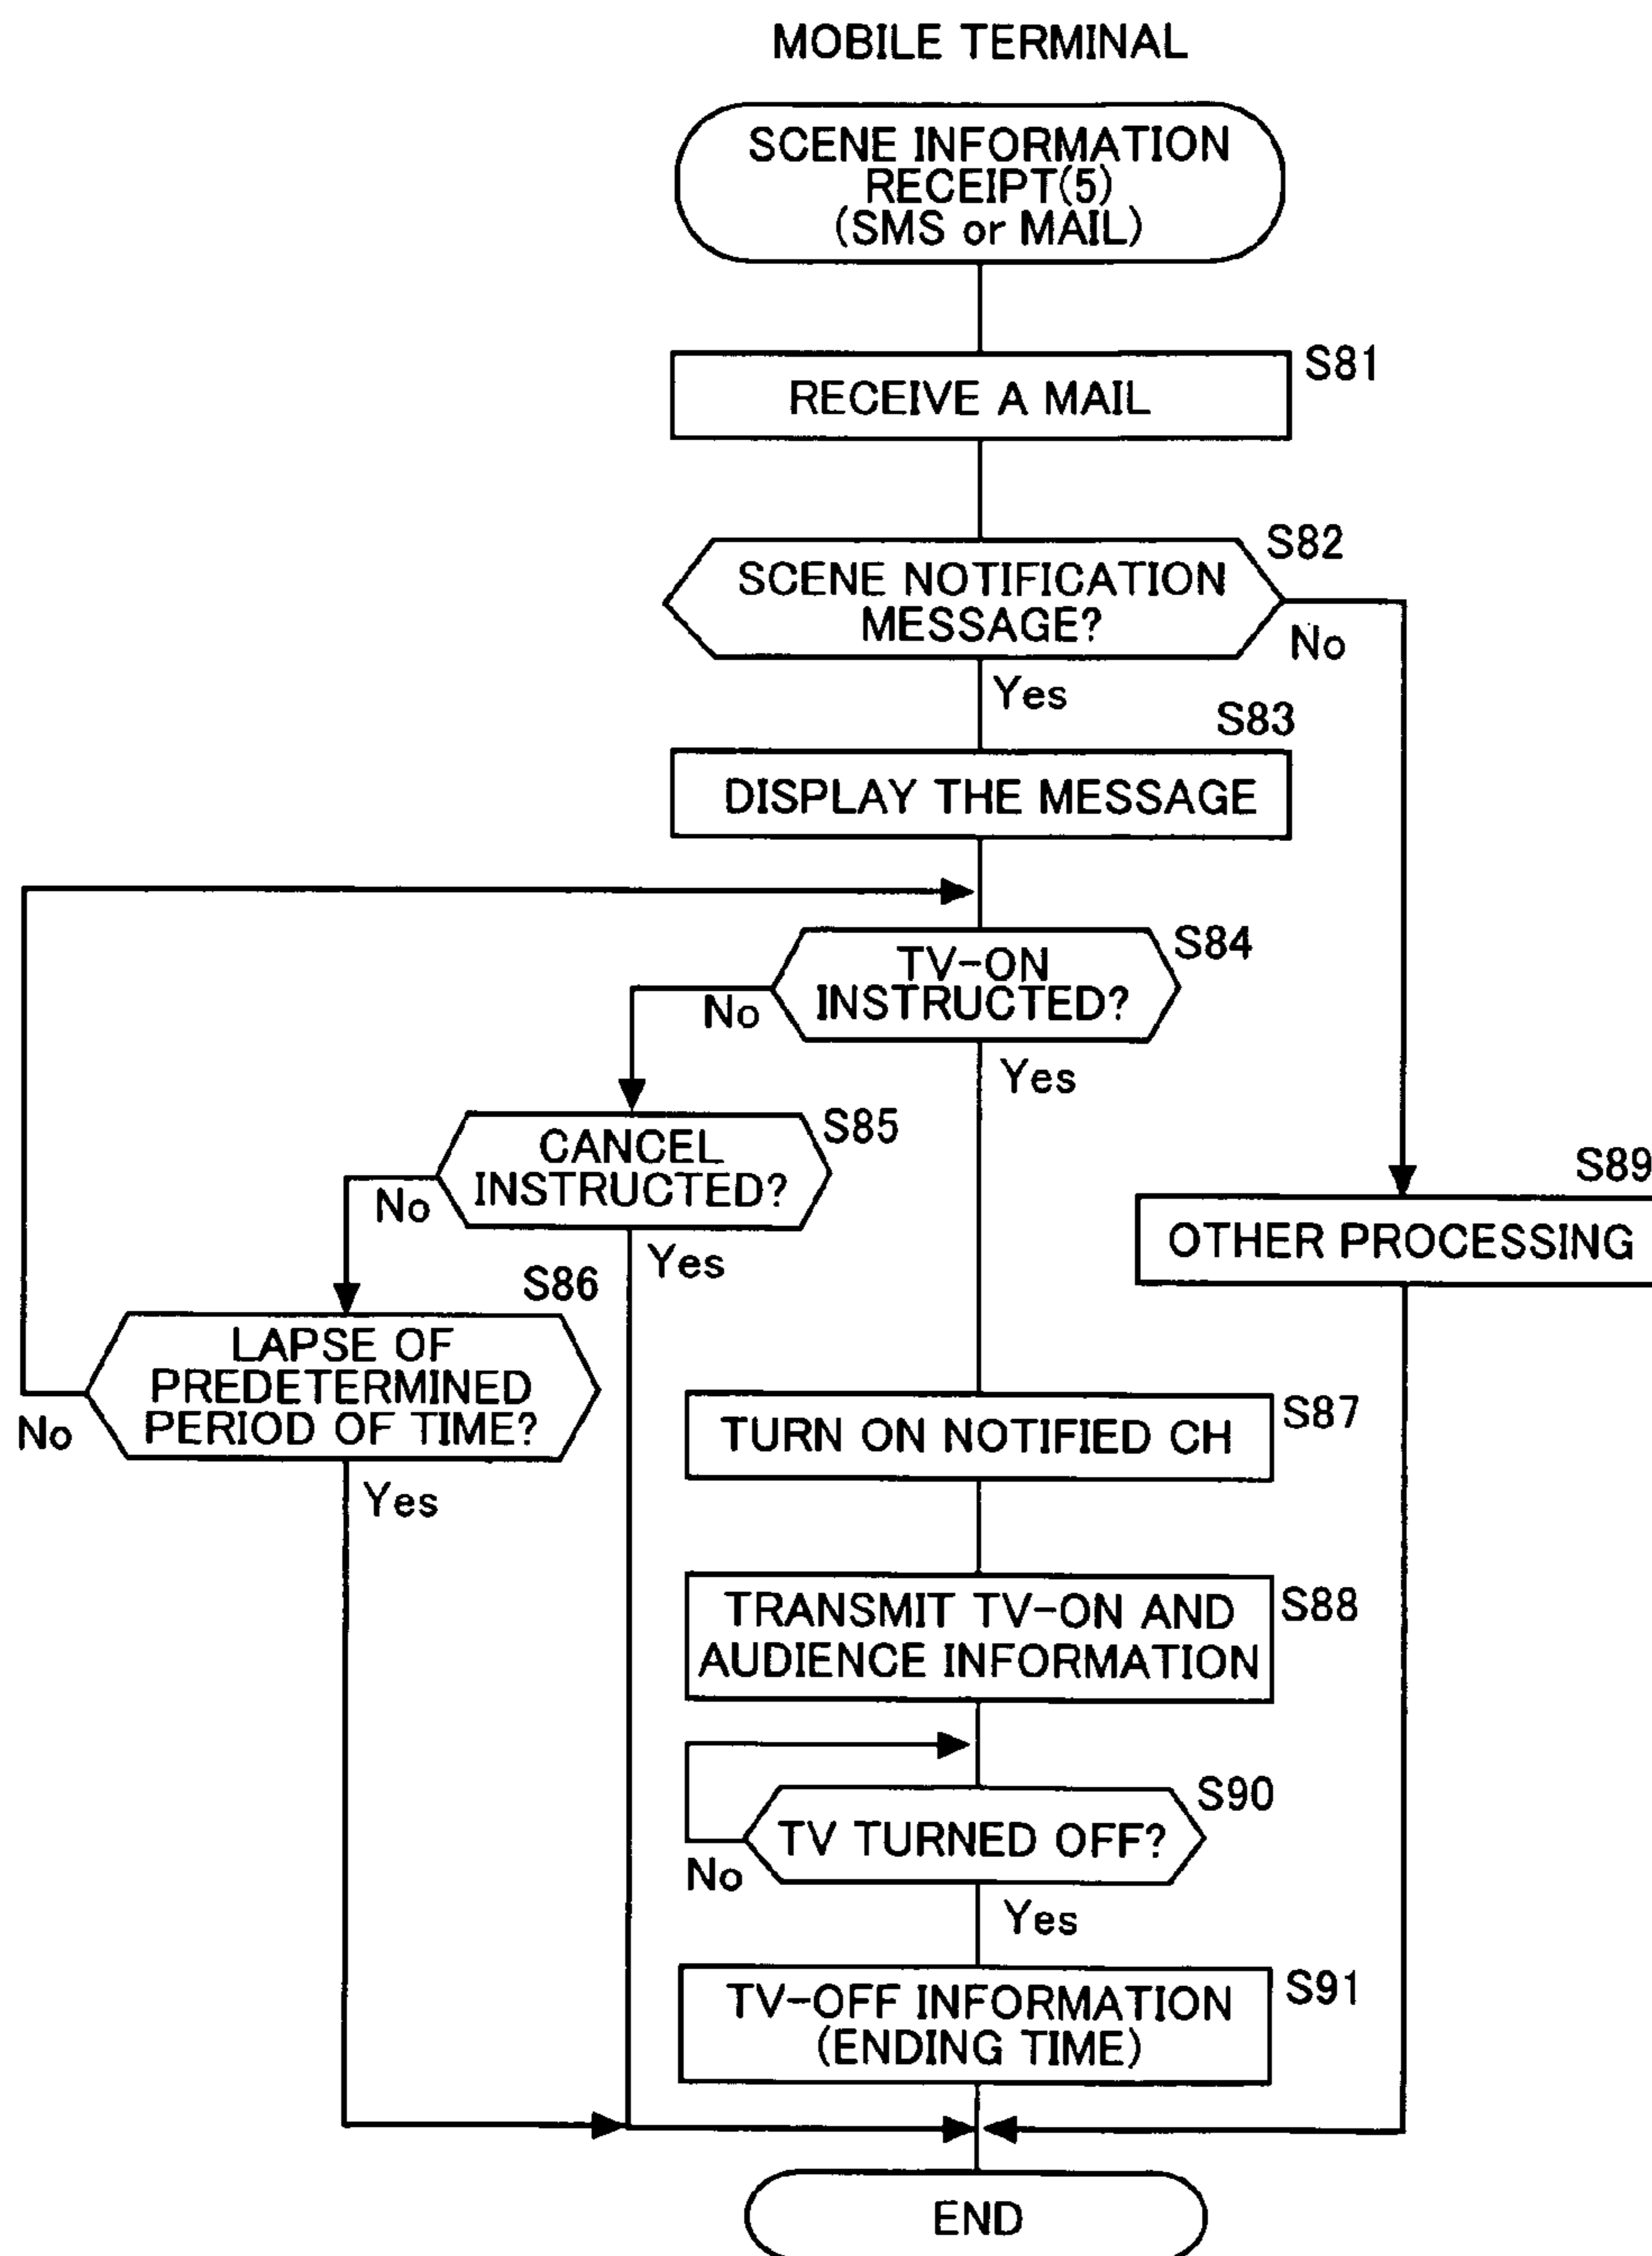 MOBILE TERMINAL
SCENE INFORMATION
RECEIPT(5)
(SMS or MAIL)
S81
RECEIVE A MAIL
S82
SCENE NOTIFICATION
MESSAGE?
No
Yes
S83
DISPLAY THE MESSAGE
S84
TV-ON
INSTRUCTED?
No
Yes
S85
CANCEL
INSTRUCTED?
No
Yes
S89
OTHER PROCESSING
S86
LAPSE OF
PREDETERMINED
PERIOD OF TIME?
No
Yes
S87
TURN ON NOTIFIED CH
S88
TRANSMIT TV-ON AND
AUDIENCE INFORMATION
S90
TV TURNED OFF?
No
Yes
S91
TV-OFF INFORMATION
(ENDING TIME)
END